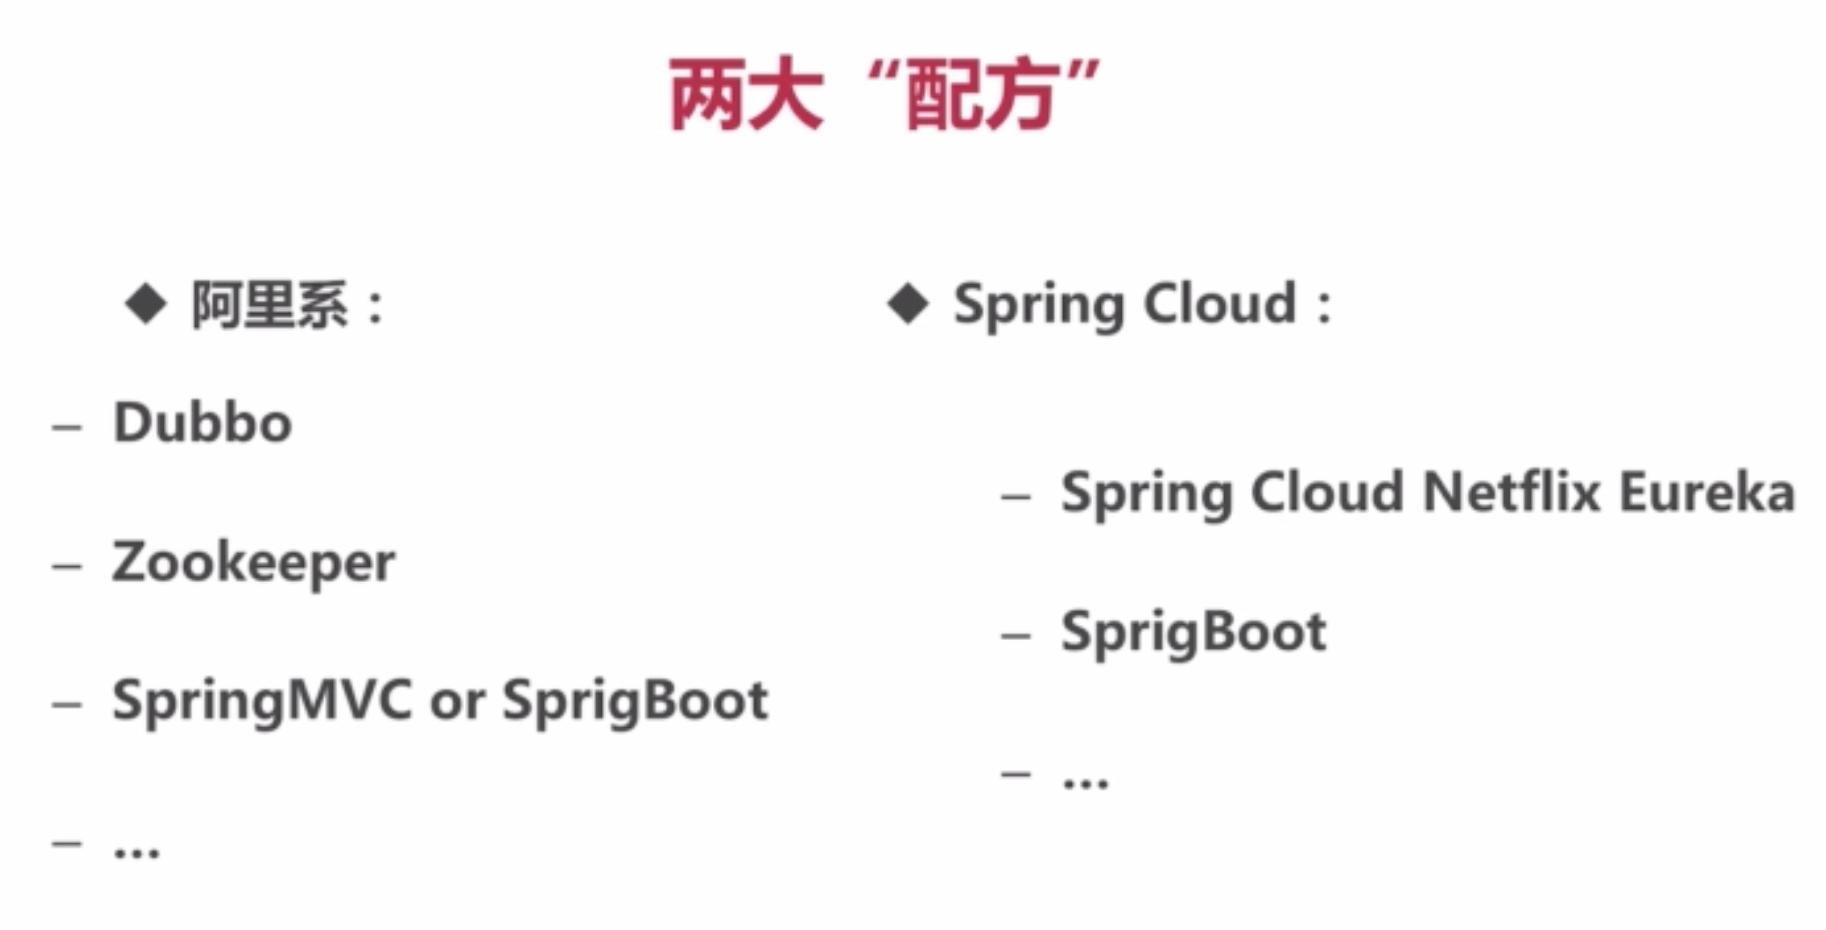 两大“配方”
◆ 阿里系：
– Dubbo
– Zookeeper
– SpringMVC or SprigBoot
– ...
◆ Spring Cloud：
– Spring Cloud Netflix Eureka
– SprigBoot
– ...